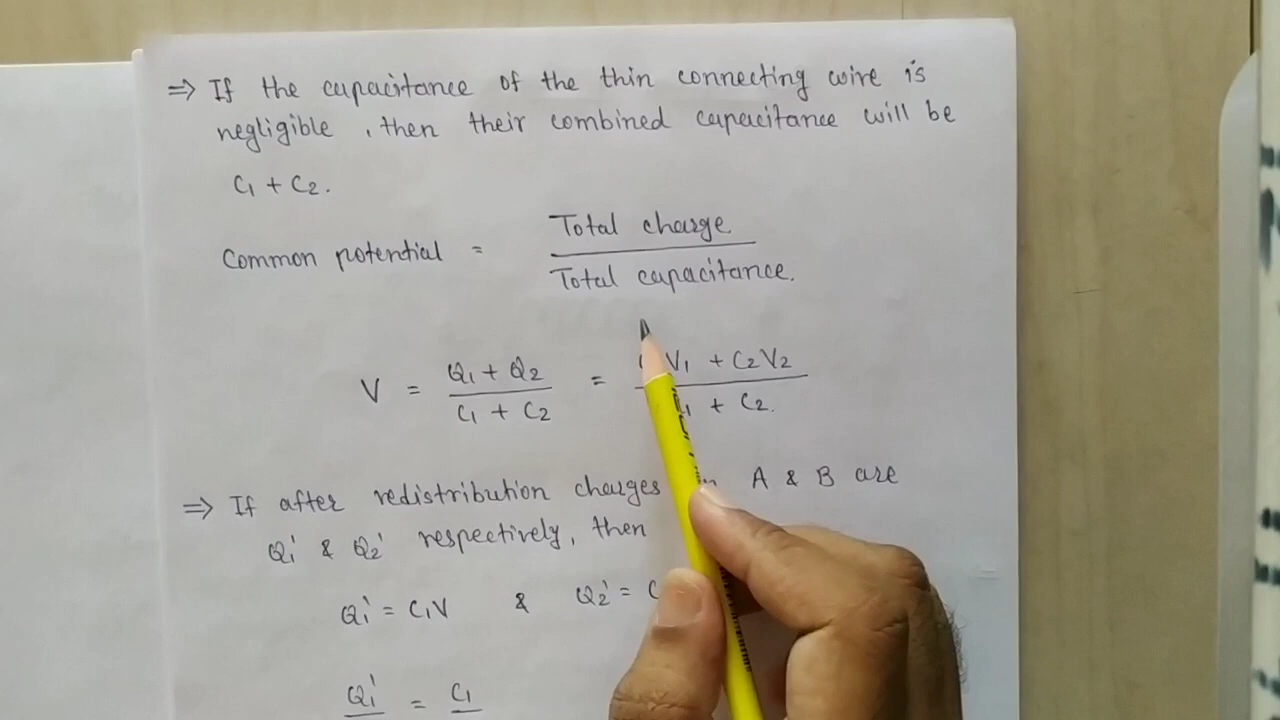 ⇒ If the capacitance of the thin connecting wire is
negligible, then their combined capacitance will be
C₁ + C₂.
Common potential = Total charge / Total capacitance.
V = Q₁ + Q₂ / C₁ + C₂ = V₁ + C₂V₂ / ₁ + C₂.
⇒ If after redistribution charges A & B are
Q₁' & Q₂' respectively, then
Q₁' = C₁V & Q₂' = C
Q₁' = C₁